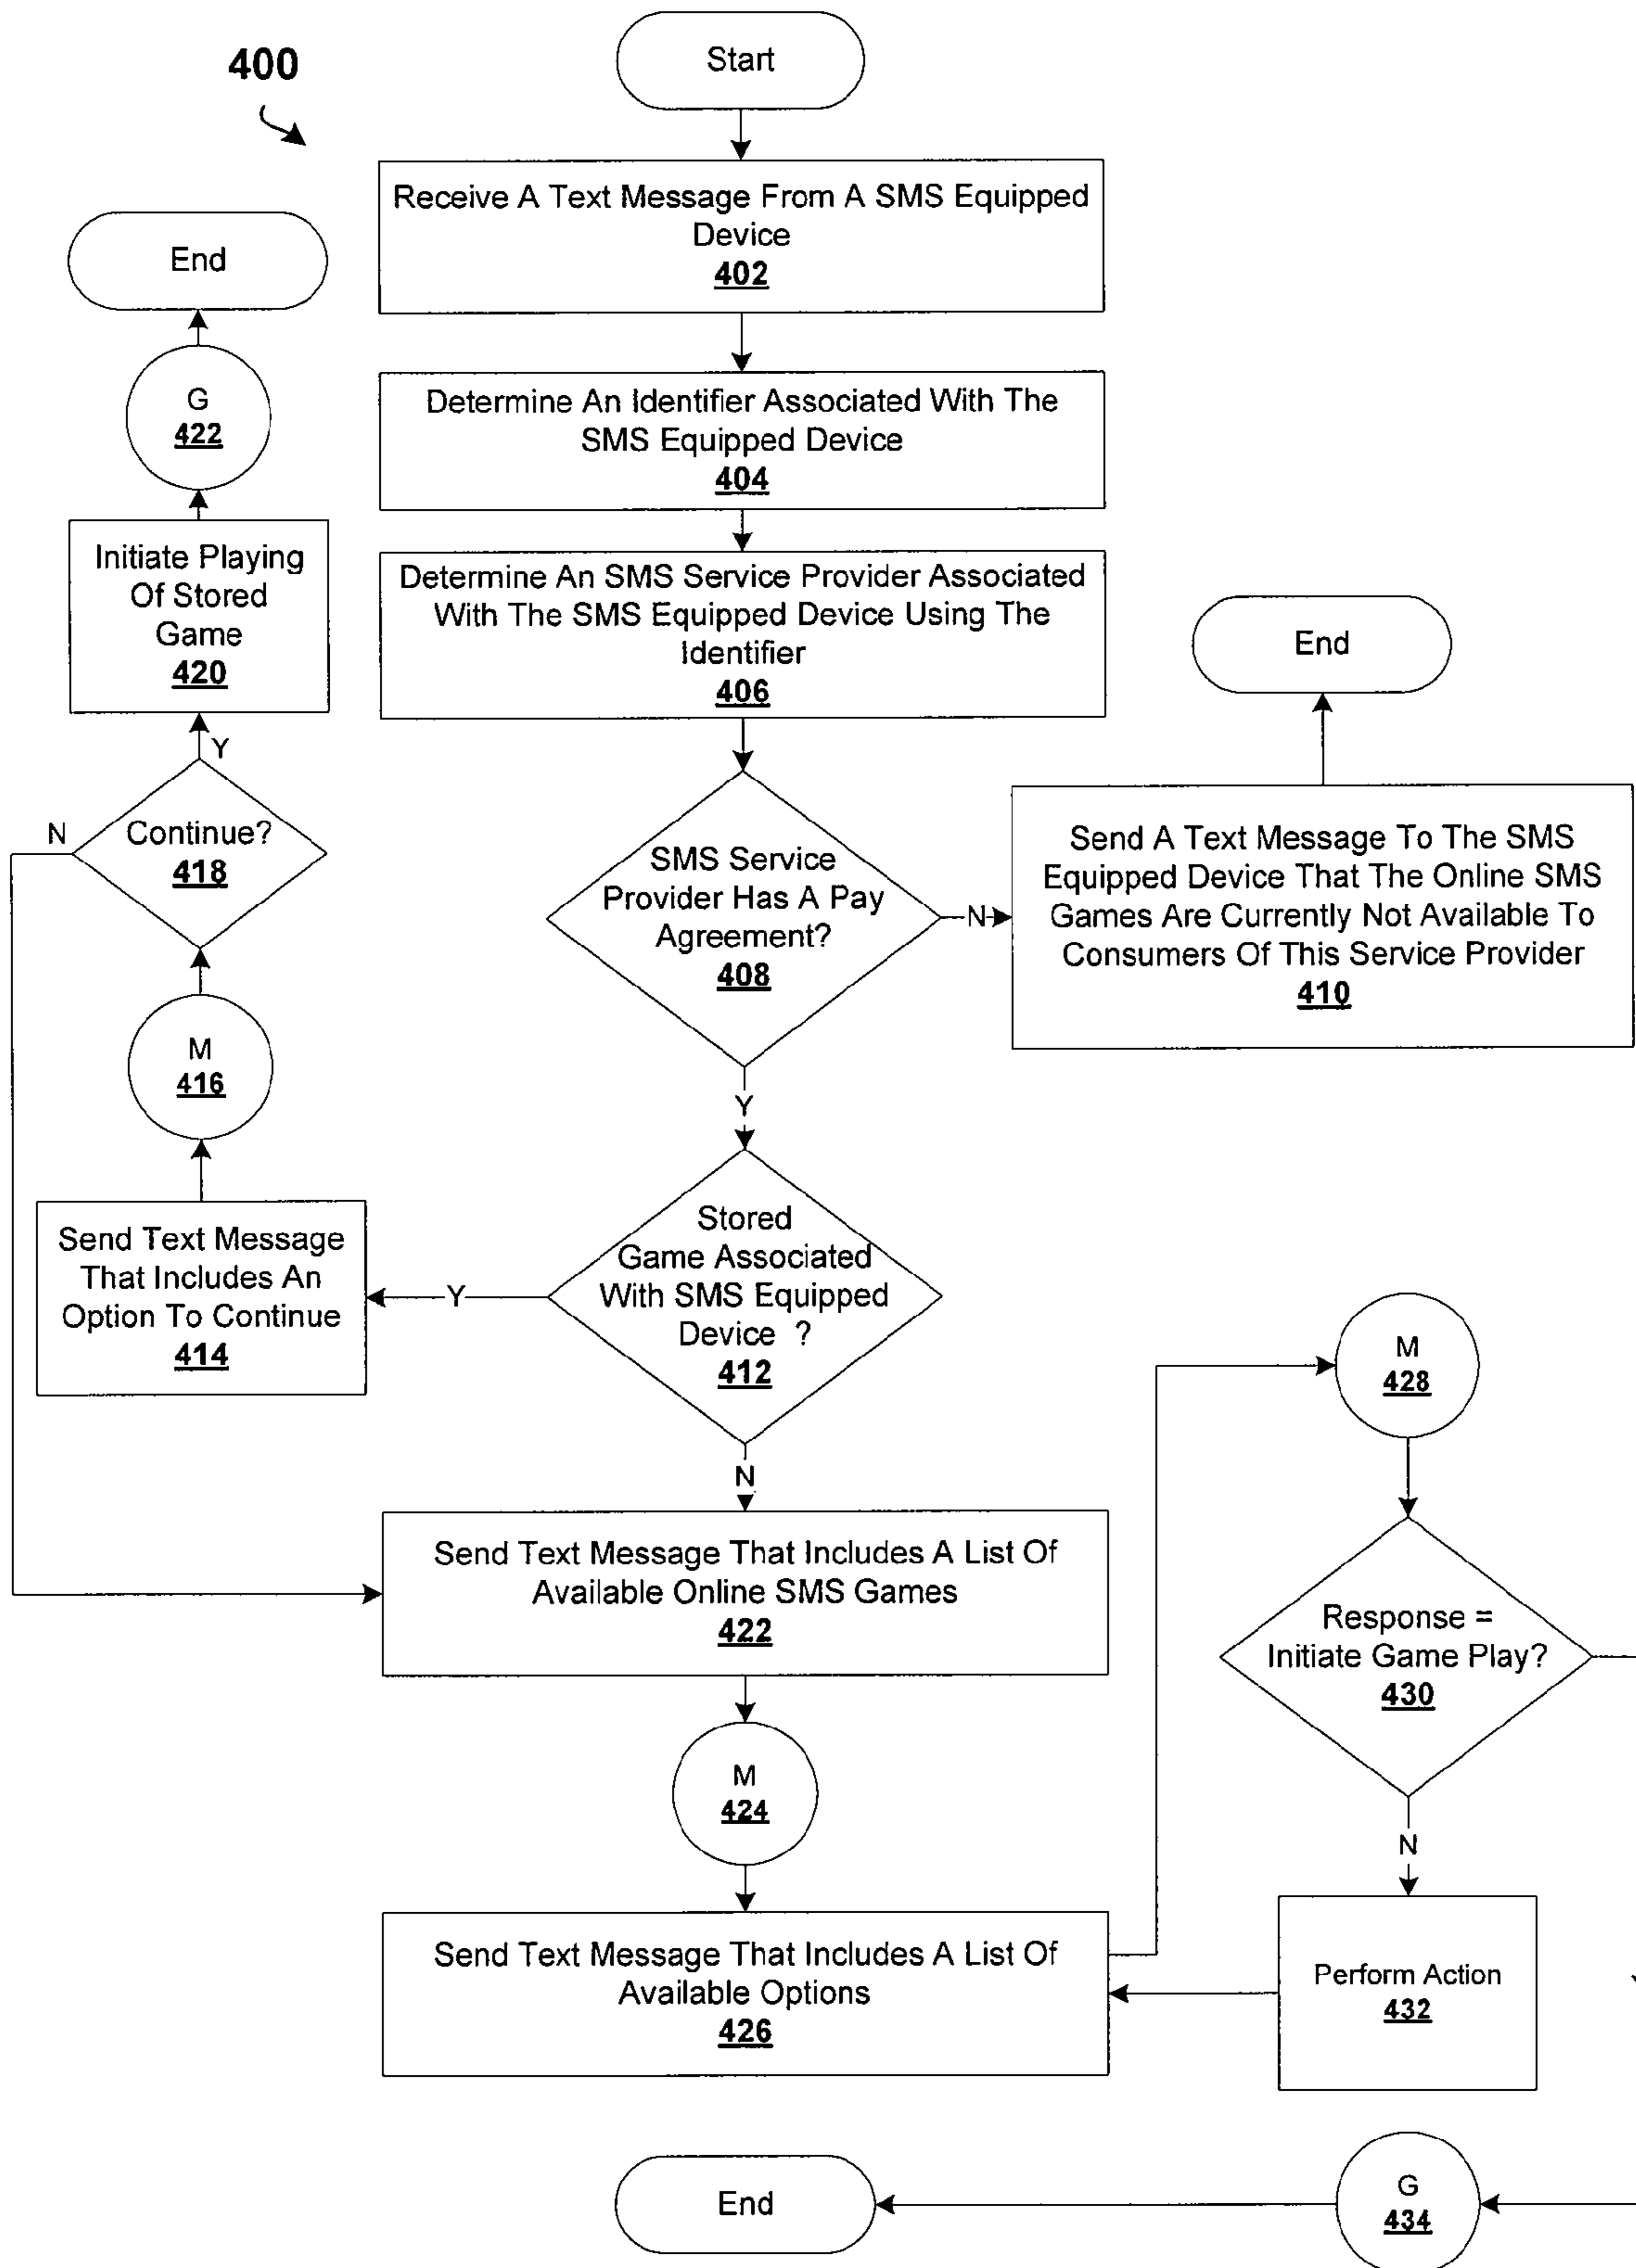 400
Start
Receive A Text Message From A SMS Equipped
Device
402
End
Determine An Identifier Associated With The
SMS Equipped Device
404
G
422
Initiate Playing
Of Stored
Game
420
Determine An SMS Service Provider Associated
With The SMS Equipped Device Using The
Identifier
406
End
Y
N
Continue?
418
SMS Service
Provider Has A Pay
Agreement?
408
N
Send A Text Message To The SMS
Equipped Device That The Online SMS
Games Are Currently Not Available To
Consumers Of This Service Provider
410
M
416
Y
Send Text Message
That Includes An
Option To Continue
414
Y
Stored
Game Associated
With SMS Equipped
Device ?
412
M
428
N
Send Text Message That Includes A List Of
Available Online SMS Games
422
Response =
Initiate Game Play?
430
M
424
N
Send Text Message That Includes A List Of
Available Options
426
Perform Action
432
End
G
434